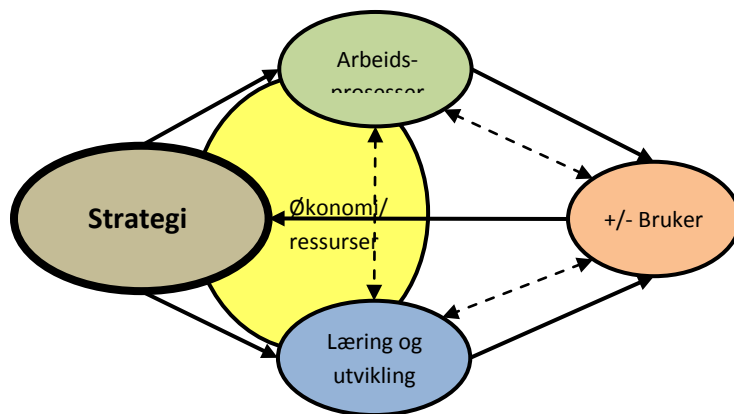 Arbeids-
prosesser
Strategi
Økonomi/
ressurser
+/- Bruker
Læring og
utvikling